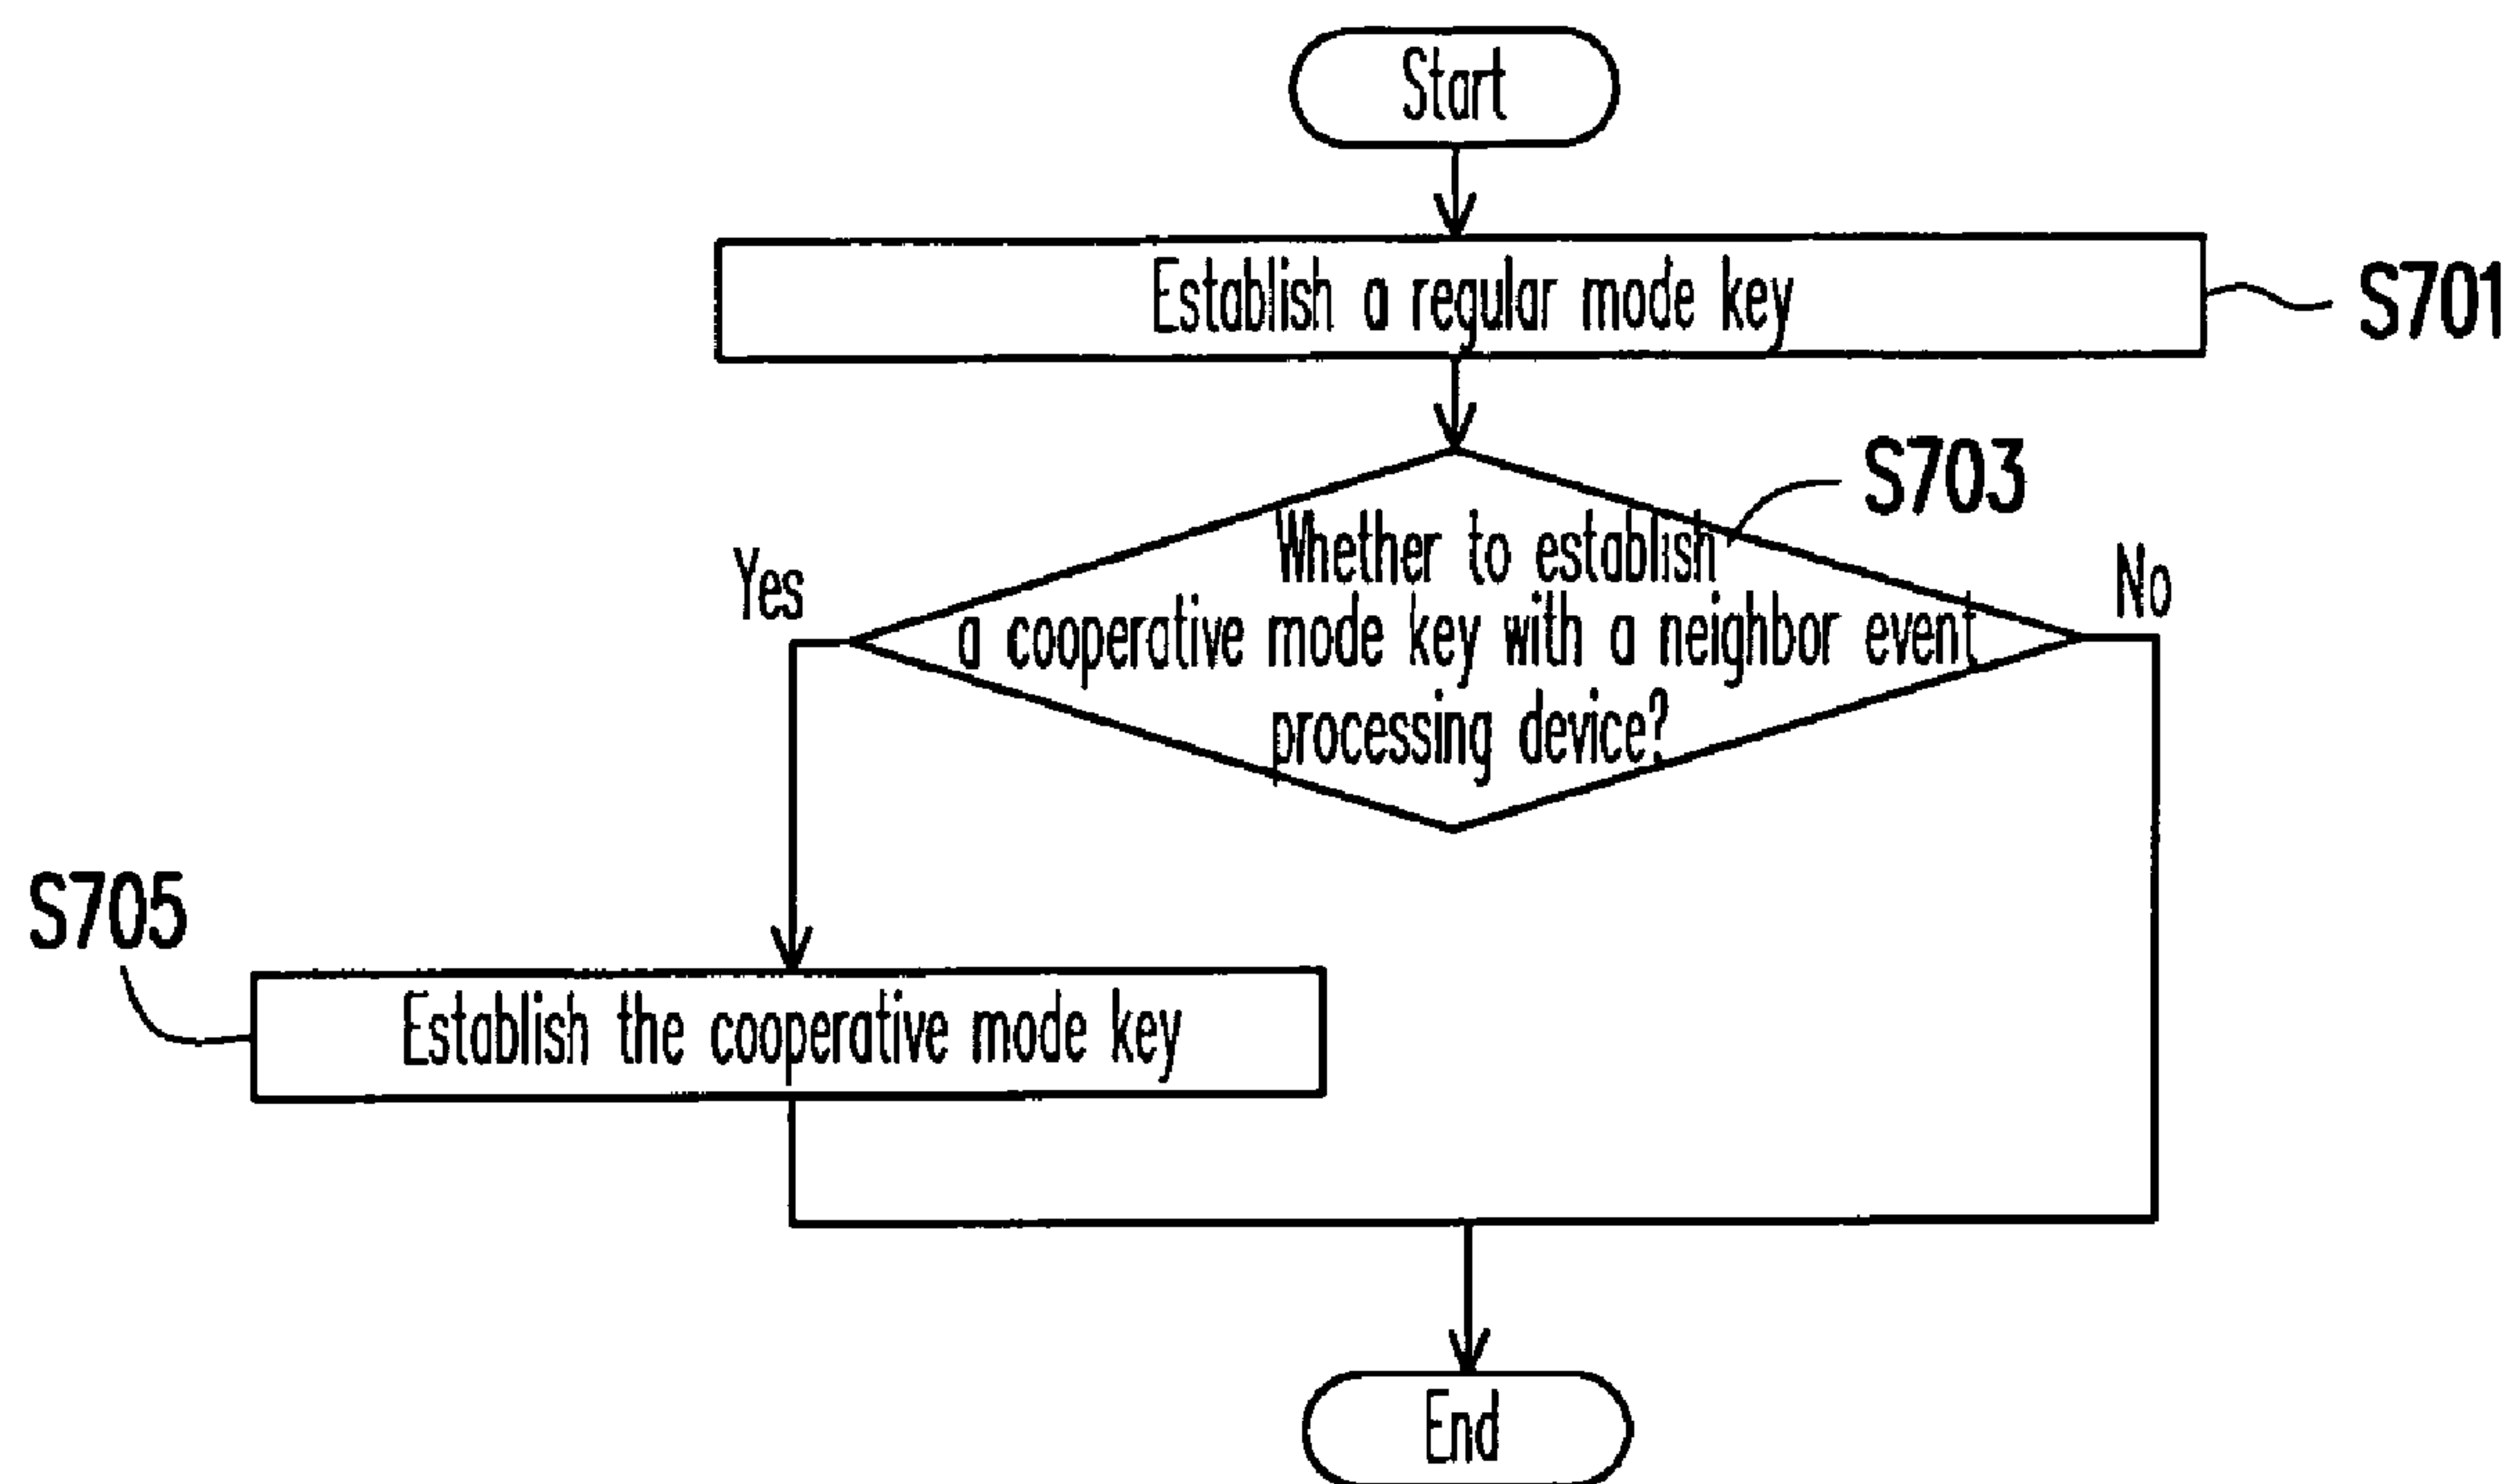 Start
Establish a regular mode key
S701
S703
Whether to establish
a cooperative mode key with a neighbor event
processing device?
Yes
No
S705
Establish the cooperative mode key
End